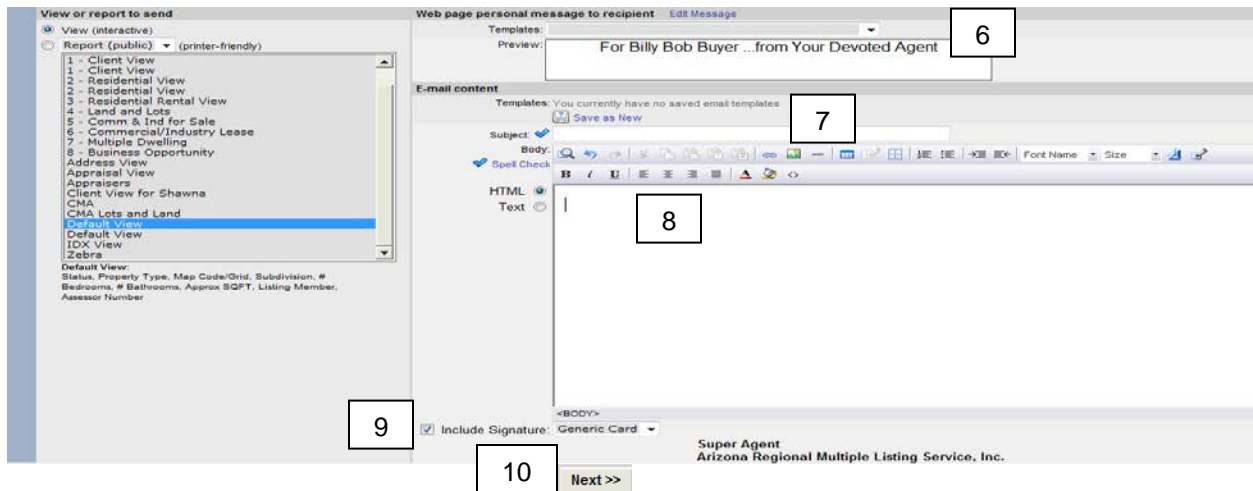 View or report to send
View (interactive)
Report (public) (printer-friendly)
1 - Client View
1 - Client View
2 - Residential View
2 - Residential View
3 - Residential Rental View
4 - Land and Lots
5 - Comm & Ind for Sale
6 - Commercial/Industry Lease
7 - Multiple Dwelling
8 - Business Opportunity
Address View
Appraisal View
Appraisers
Client View for Shawna
CMA
CMA Lots and Land
Default View
Default View
IDX View
Zebra
Default View:
Status, Property Type, Map Code/Grid, Subdivision, #
Bedrooms, # Bathrooms, Approx SQFT, Listing Member,
Assessor Number
Web page personal message to recipient Edit Message
Templates:
6
Preview: For Billy Bob Buyer ...from Your Devoted Agent
E-mail content
Templates: You currently have no saved email templates
Save as New
7
Subject:
Body:
Font Name Size
Spell Check
B I U A <>
HTML
Text
8
<BODY>
9
Include Signature: Generic Card
Super Agent
Arizona Regional Multiple Listing Service, Inc.
10
Next >>